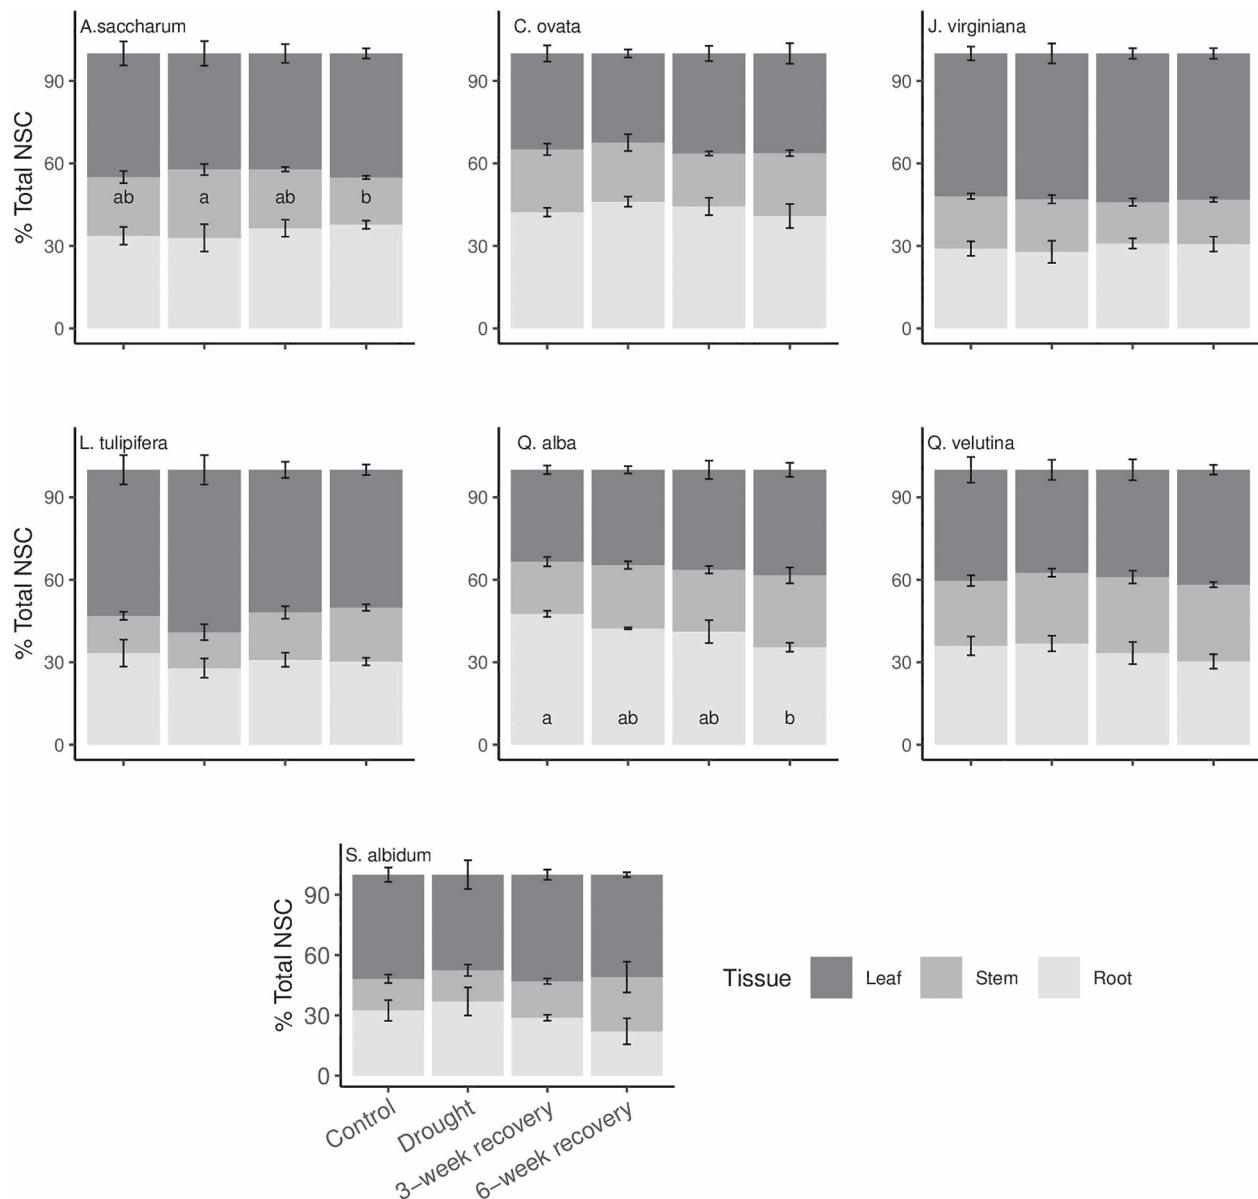 A.saccharum
C. ovata
J. virginiana
% Total NSC
90
60
30
0
ab
a
ab
b
90
60
30
0
90
60
30
0
L. tulipifera
Q. alba
Q. velutina
% Total NSC
90
60
30
0
90
60
30
0
a
ab
ab
b
90
60
30
0
S. albidum
% Total NSC
90
60
30
0
Control
Drought
3–week recovery
6–week recovery
Tissue
Leaf
Stem
Root